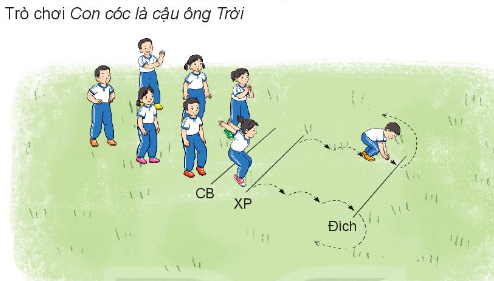 Trò chơi Con cóc là cậu ông Trời
CB
XP
Đích